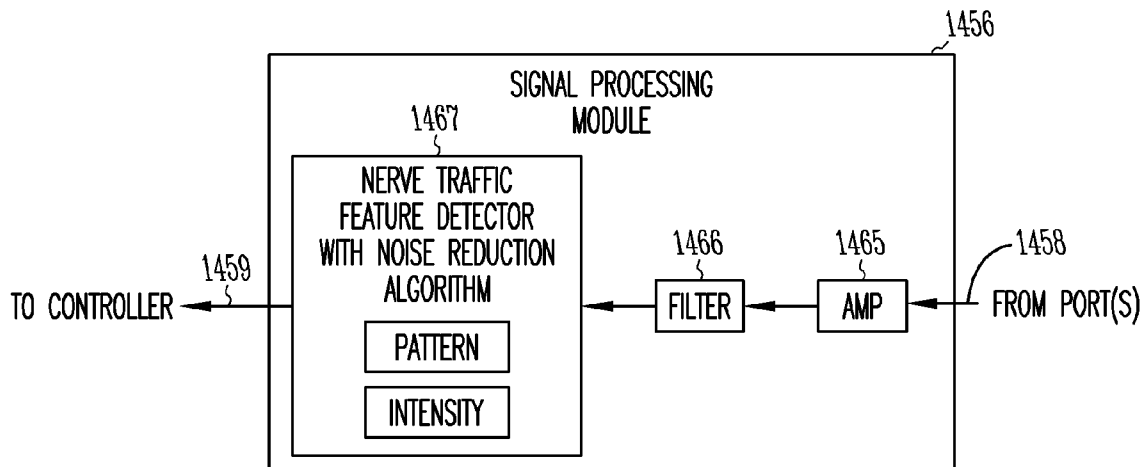 1456
SIGNAL PROCESSING
MODULE
1467
NERVE TRAFFIC
FEATURE DETECTOR
WITH NOISE REDUCTION
ALGORITHM
PATTERN
INTENSITY
1459
TO CONTROLLER
1466
FILTER
1465
AMP
1458
FROM PORT(S)